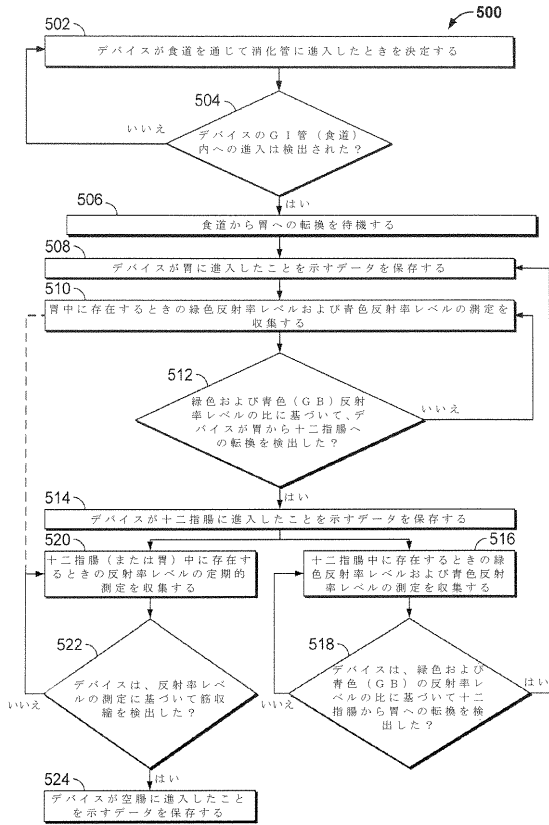 500
502
デバイスが食道を通じて消化管に進入したときを決定する
504
いいえ
デバイスのGI管(食道)
内への進入は検出された?
はい
506
食道から胃への転換を待機する
508
デバイスが胃に進入したことを示すデータを保存する
510
胃中に存在するときの緑色反射率レベルおよび青色反射率レベルの測定を
収集する
512
緑色および青色(GB)反射
率レベルの比に基づいて、デ
バイスが胃から十二指腸へ
の転換を検出した?
いいえ
はい
514
デバイスが十二指腸に進入したことを示すデータを保存する
520
十二指腸(または胃)中に存在す
るときの反射率レベルの定期的
測定を収集する
516
十二指腸中に存在するときの緑
色反射率レベルおよび青色反射
率レベルの測定を収集する
522
デバイスは、反射率レベ
ルの測定に基づいて筋収
縮を検出した?
いいえ
はい
518
デバイスは、緑色および
青色(GB)の反射率レ
ベルの比に基づいて十二
指腸から胃への転換を検
出した?
いいえ
はい
524
デバイスが空腸に進入したこと
を示すデータを保存する